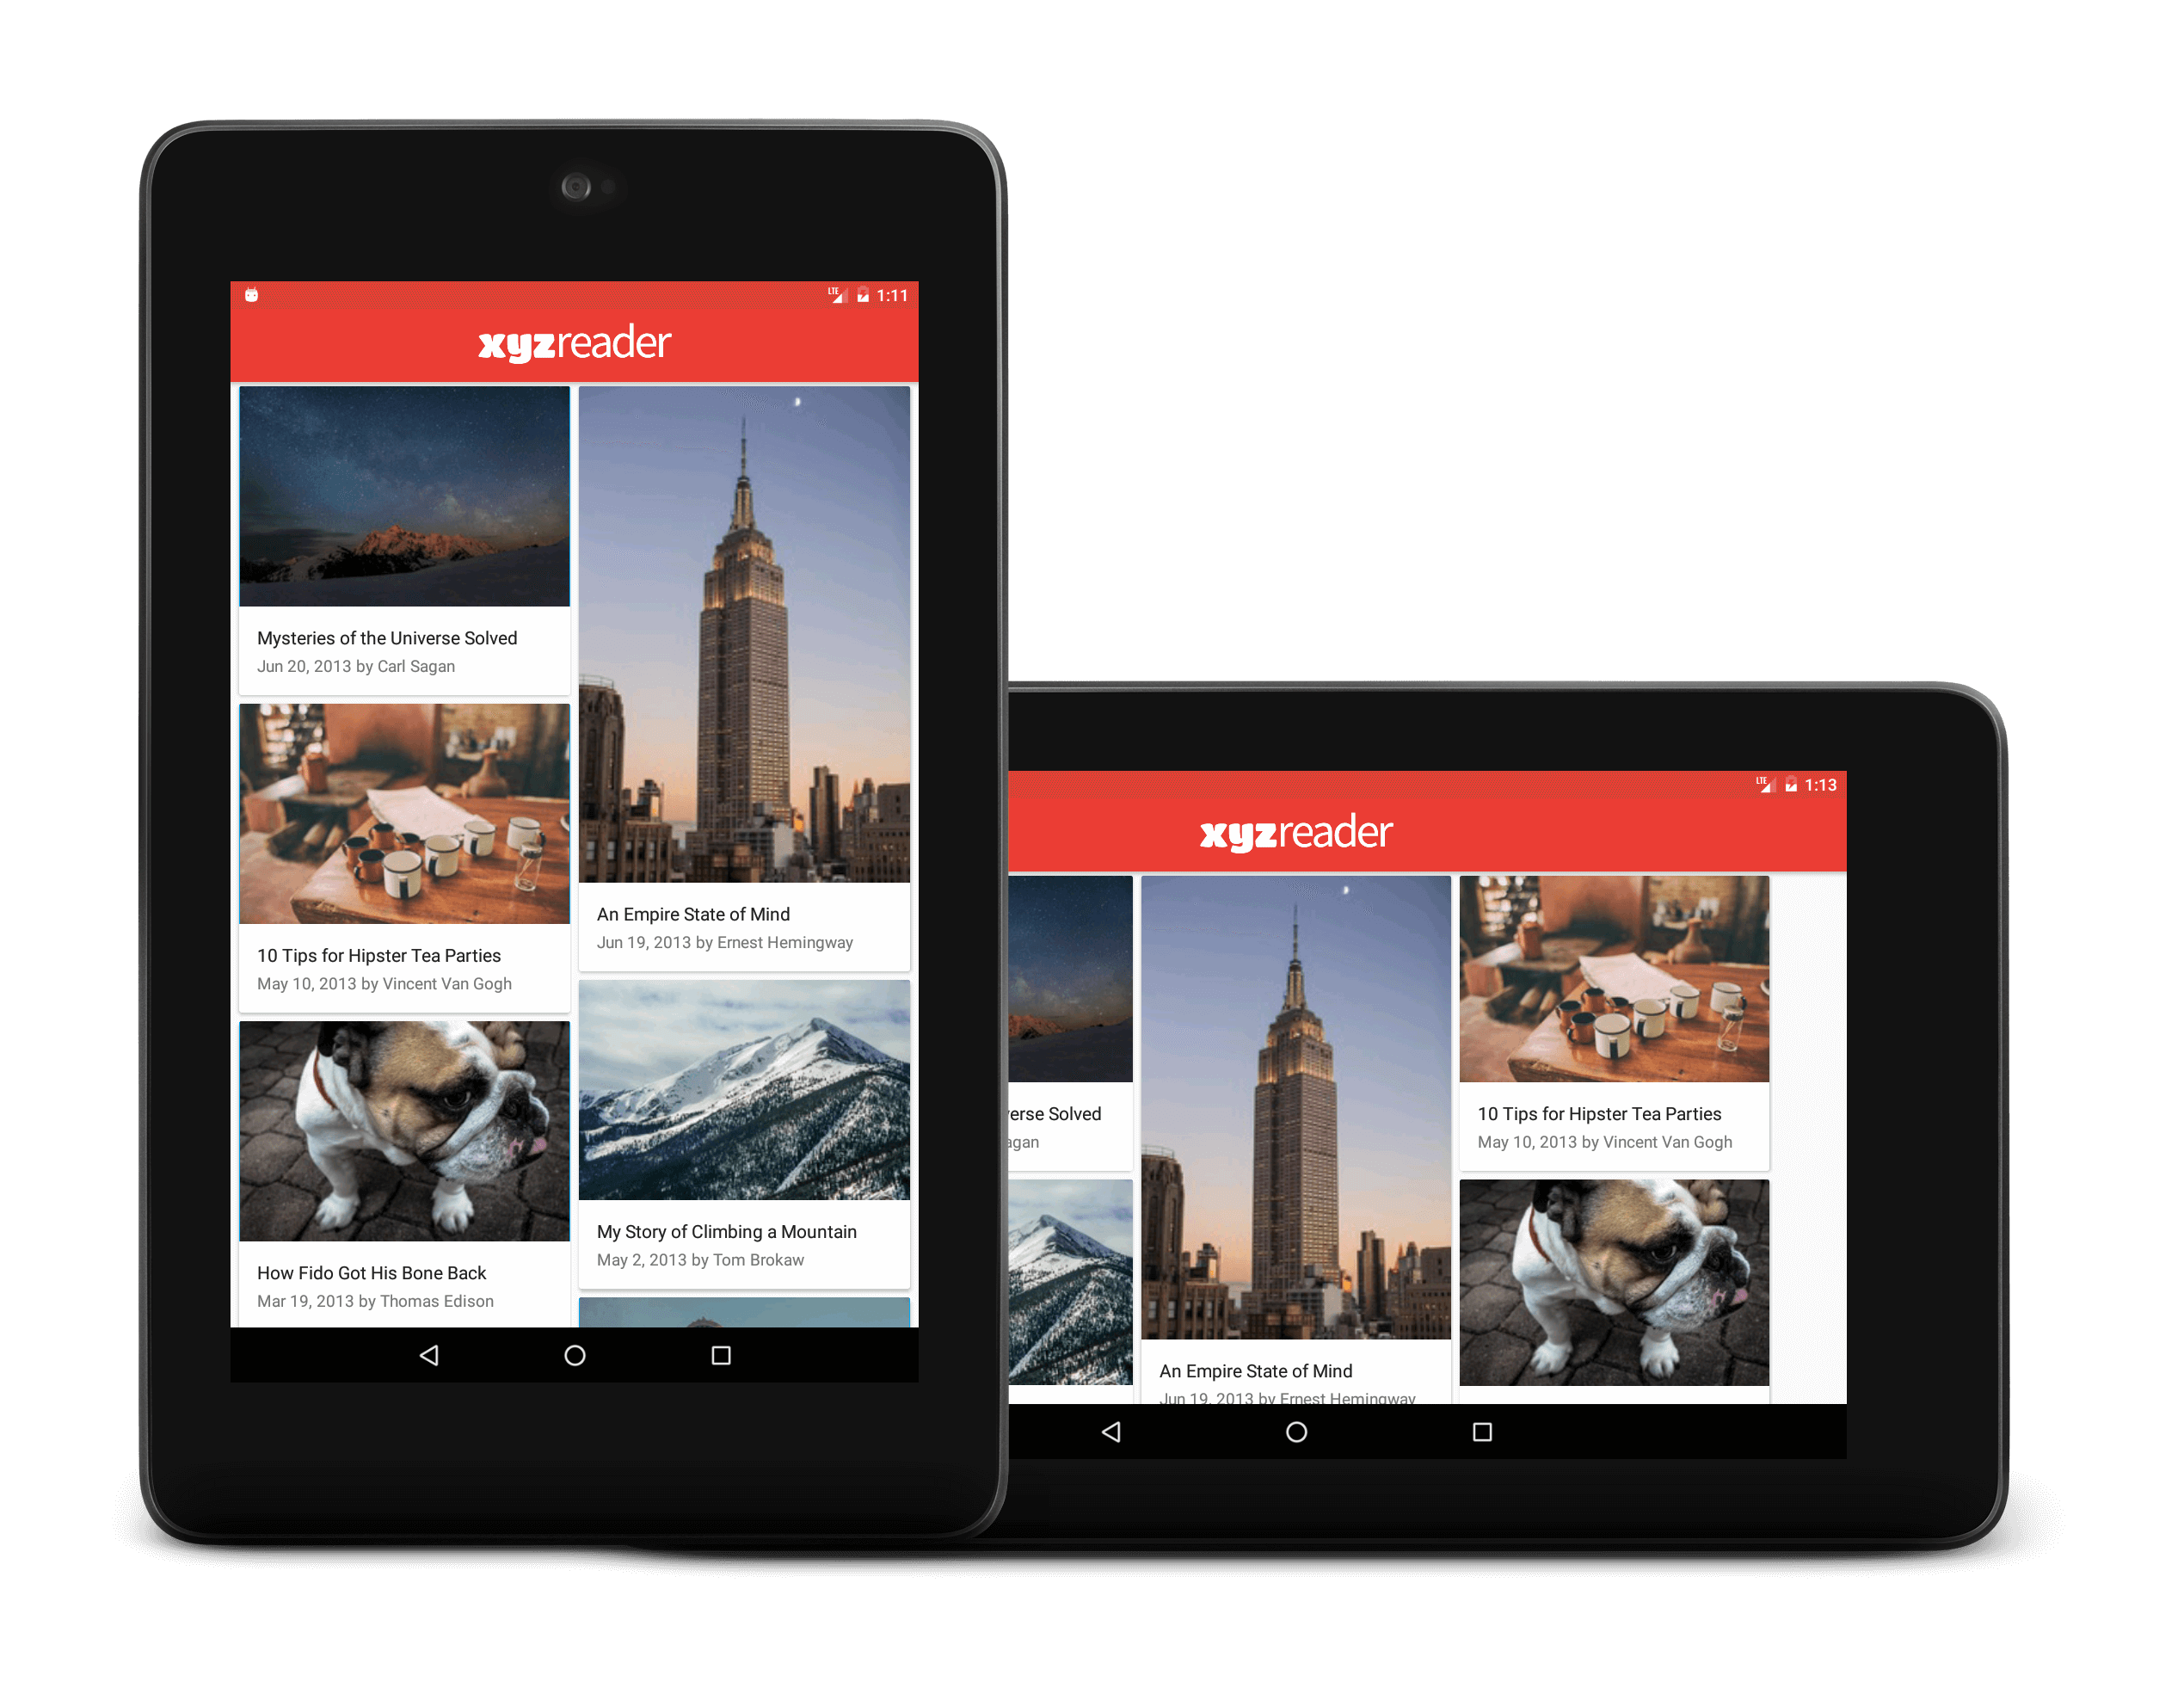 LTE 1:11
xyzreader
Mysteries of the Universe Solved
Jun 20, 2013 by Carl Sagan
10 Tips for Hipster Tea Parties
May 10, 2013 by Vincent Van Gogh
How Fido Got His Bone Back
Mar 19, 2013 by Thomas Edison
An Empire State of Mind
Jun 19, 2013 by Ernest Hemingway
My Story of Climbing a Mountain
May 2, 2013 by Tom Brokaw
LTE 1:13
xyzreader
erse Solved
agan
An Empire State of Mind
Jun 19, 2013 by Ernest Hemingway
10 Tips for Hipster Tea Parties
May 10, 2013 by Vincent Van Gogh